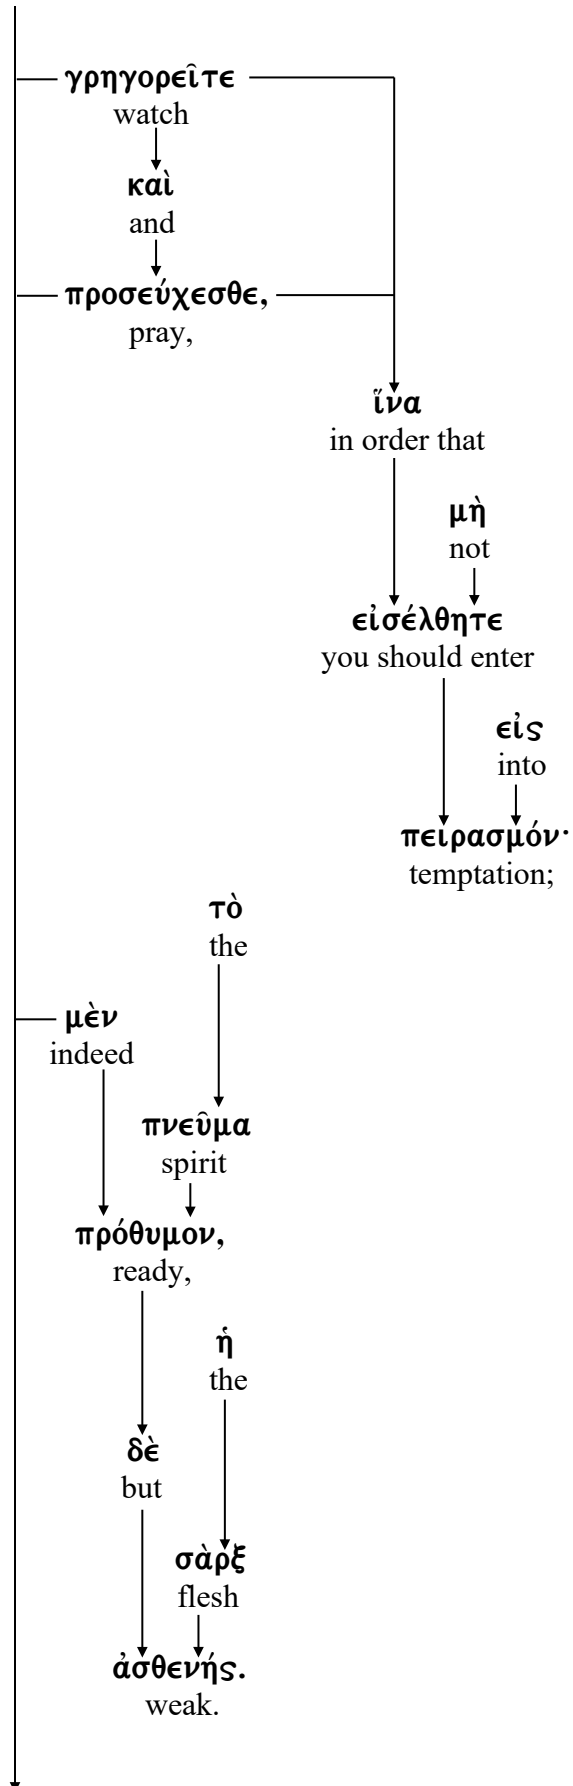 γρηγορεῖτε
watch
καὶ
and
προσεύχεσθε,
pray,
ἵνα
in order that
μὴ
not
εἰσέλθητε
you should enter
εἰς
into
πειρασμόν·
temptation;
τὸ
the
μὲν
indeed
πνεῦμα
spirit
πρόθυμον,
ready,
ἡ
the
δὲ
but
σὰρξ
flesh
ἀσθενής.
weak.